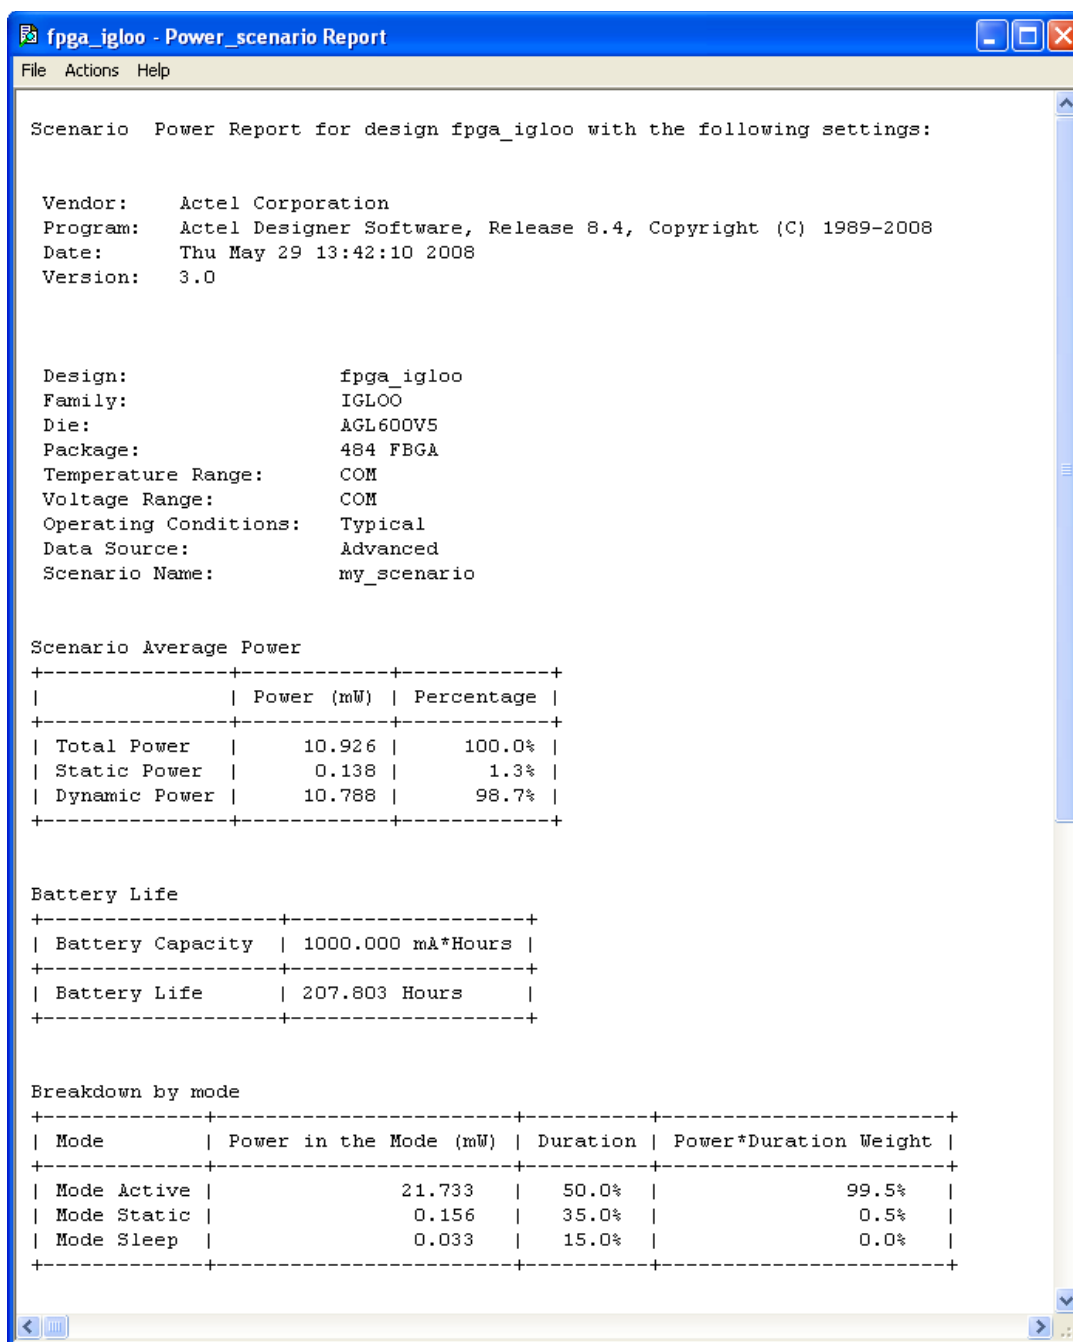 fpga_igloo - Power_scenario Report
File Actions Help
Scenario  Power Report for design fpga_igloo with the following settings:
Vendor:    Actel Corporation
Program:   Actel Designer Software, Release 8.4, Copyright (C) 1989-2008
Date:      Thu May 29 13:42:10 2008
Version:   3.0
Design:                 fpga_igloo
Family:                 IGLOO
Die:                    AGL600V5
Package:                484 FBGA
Temperature Range:      COM
Voltage Range:          COM
Operating Conditions:   Typical
Data Source:            Advanced
Scenario Name:          my_scenario
Scenario Average Power
+---------------+------------+------------+
|               | Power (mW) | Percentage |
+---------------+------------+------------+
| Total Power   |     10.926 |     100.0% |
| Static Power  |      0.138 |       1.3% |
| Dynamic Power |     10.788 |      98.7% |
+---------------+------------+------------+
Battery Life
+-------------------+-------------------+
| Battery Capacity  | 1000.000 mA*Hours |
+-------------------+-------------------+
| Battery Life      | 207.803 Hours     |
+-------------------+-------------------+
Breakdown by mode
+-------------+------------------------+----------+-----------------------+
| Mode        | Power in the Mode (mW) | Duration | Power*Duration Weight |
+-------------+------------------------+----------+-----------------------+
| Mode Active |               21.733   |   50.0%  |               99.5%   |
| Mode Static |                0.156   |   35.0%  |                0.5%   |
| Mode Sleep  |                0.033   |   15.0%  |                0.0%   |
+-------------+------------------------+----------+-----------------------+